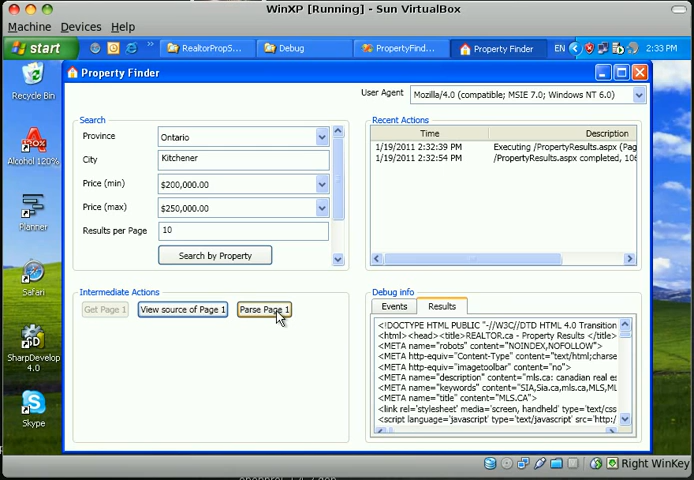 WinXP [Running] - Sun VirtualBox
Machine Devices Help
start
RealtorPropS...
Debug
PropertyFind...
Property Finder
EN
2:33 PM
Recycle Bin
Alcohol 120%
Planner
Safari
SharpDevelop
4.0
Skype
Property Finder
User Agent
Mozilla/4.0 (compatible; MSIE 7.0; Windows NT 6.0)
Search
Province
Ontario
City
Kitchener
Price (min)
$200,000.00
Price (max)
$250,000.00
Results per Page
10
Search by Property
Recent Actions
Time Description
1/19/2011 2:32:39 PM Executing /PropertyResults.aspx (Pag
1/19/2011 2:32:54 PM /PropertyResults.aspx completed, 106
Intermediate Actions
Get Page 1
View source of Page 1
Parse Page 1
Debug info
Events
Results
<!DOCTYPE HTML PUBLIC "-//W3C//DTD HTML 4.0 Transition
<html><head><title>REALTOR.ca - Property Results </title>
<META name="robots" content="NOINDEX,NOFOLLOW">
<META http-equiv="Content-Type" content="text/html;charse
<META http-equiv="imagetoolbar" content="no">
<META name="description" content="mls.ca: canadian real es
<META name="keywords" content="SIA,Sia.ca,mls.ca,MLS,ML
<META name="title" content="MLS.CA">
<link rel='stylesheet' media='screen, handheld' type='text/css
<script language='javascript' type='text/javascript' src='http:/
Right WinKey